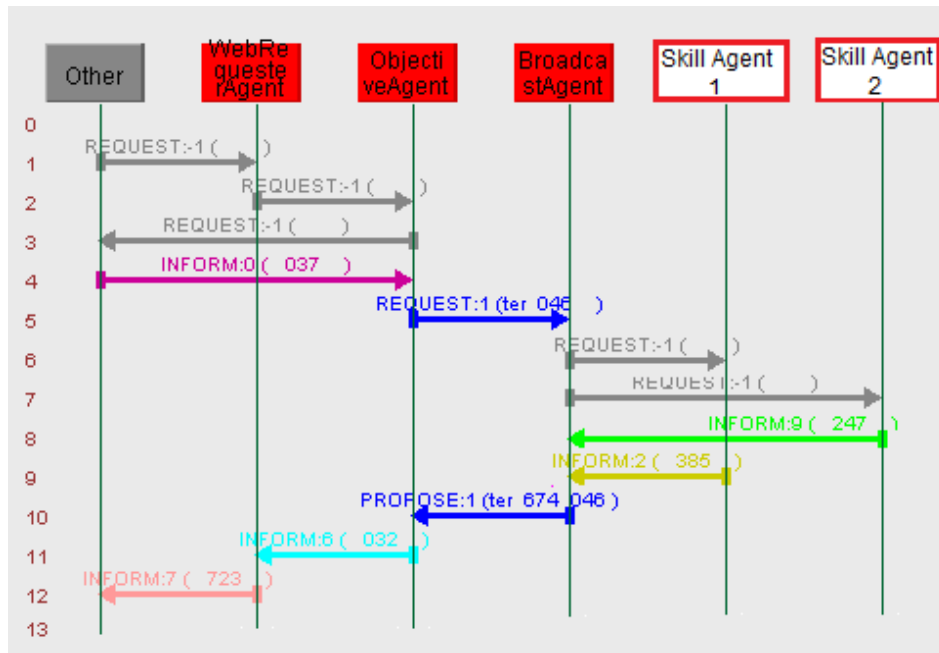 Other
WebRe
queste
rAgent
Objecti
veAgent
Broadca
stAgent
Skill Agent
1
Skill Agent
2
0
REQUEST:-1 ( )
1
REQUEST:-1 ( )
2
REQUEST:-1 ( )
3
INFORM:0 ( 037 )
4
REQUEST:1 (ter 046 )
5
REQUEST:-1 ( )
6
REQUEST:-1 ( )
7
INFORM:9 ( 247 )
8
INFORM:2 ( 385 )
9
PROPOSE:1 (ter 674 046 )
10
INFORM:6 ( 032 )
11
INFORM:7 ( 723 )
12
13